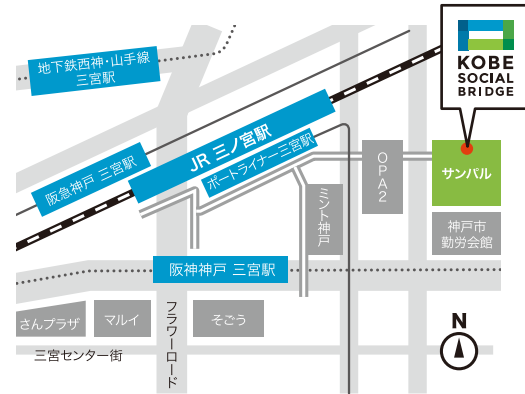 KOBE
SOCIAL
BRIDGE
地下鉄西神・山手線
三宮駅
JR 三ノ宮駅
ポートライナー三宮駅
阪急神戸 三宮駅
OPA2
サンパル
ミント神戸
神戸市
勤労会館
阪神神戸 三宮駅
さんプラザ
マルイ
フラワーロード
そごう
三宮センター街
N